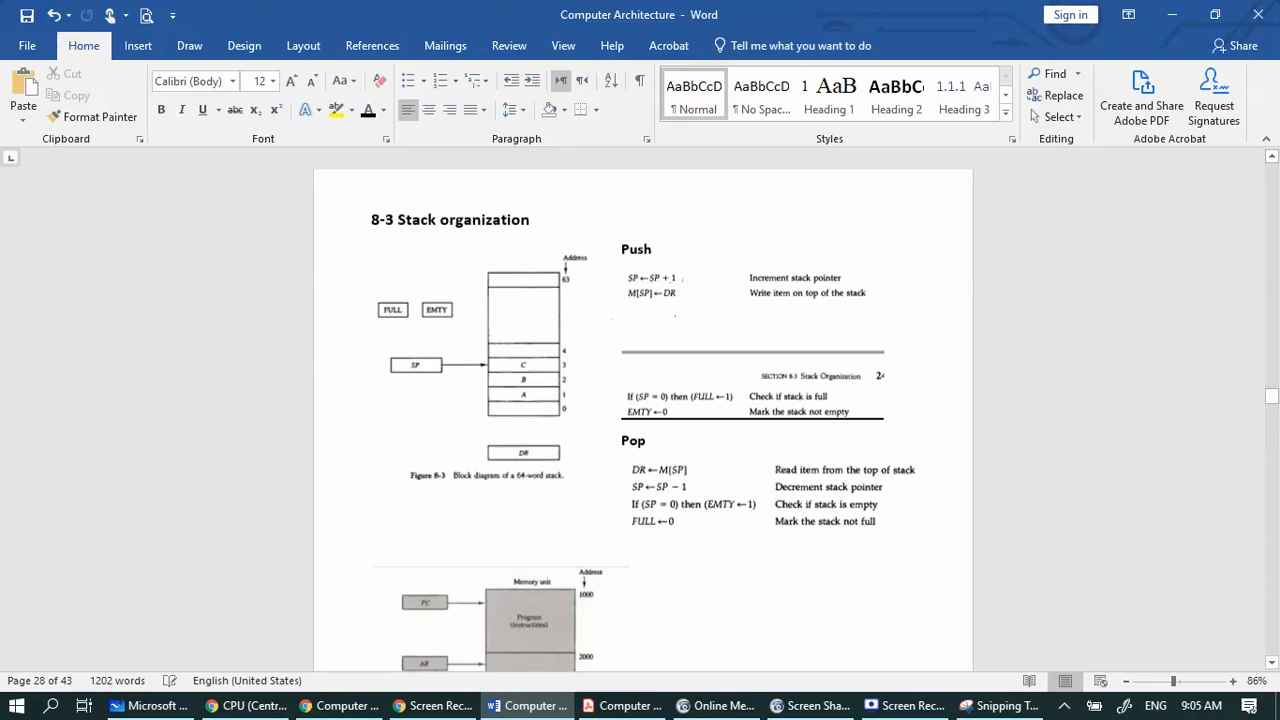 Computer Architecture - Word
Sign in
File Home Insert Draw Design Layout References Mailings Review View Help Acrobat Tell me what you want to do Share
Paste
Cut
Copy
Format Painter
Clipboard
Calibri (Body) 12
Font
Paragraph
AaBbCcD AaBbCcD 1 AaB AaBbC 1.1.1 Aa
¶ Normal ¶ No Spac... Heading 1 Heading 2 Heading 3
Styles
Find
Replace
Select
Editing
Create and Share Adobe PDF
Request Signatures
Adobe Acrobat
8-3 Stack organization
Address
63
FULL EMTY
4
SP C 3
B 2
A 1
0
DR
Figure 8-3 Block diagram of a 64-word stack.
Push
SP ← SP + 1 Increment stack pointer
M[SP] ← DR Write item on top of the stack
SECTION 8-3 Stack Organization 24
If (SP = 0) then (FULL ← 1) Check if stack is full
EMTY ← 0 Mark the stack not empty
Pop
DR ← M[SP] Read item from the top of stack
SP ← SP − 1 Decrement stack pointer
If (SP = 0) then (EMTY ← 1) Check if stack is empty
FULL ← 0 Mark the stack not full
Address
Memory unit
1000
PC
Program
(instructions)
2000
AR
Page 28 of 43 1202 words English (United States) 86%
Microsoft ... CPU (Centr... Computer ... Screen Rec... Computer ... Computer ... Online Me... Screen Sha... Screen Rec... Snipping T... ENG 9:05 AM